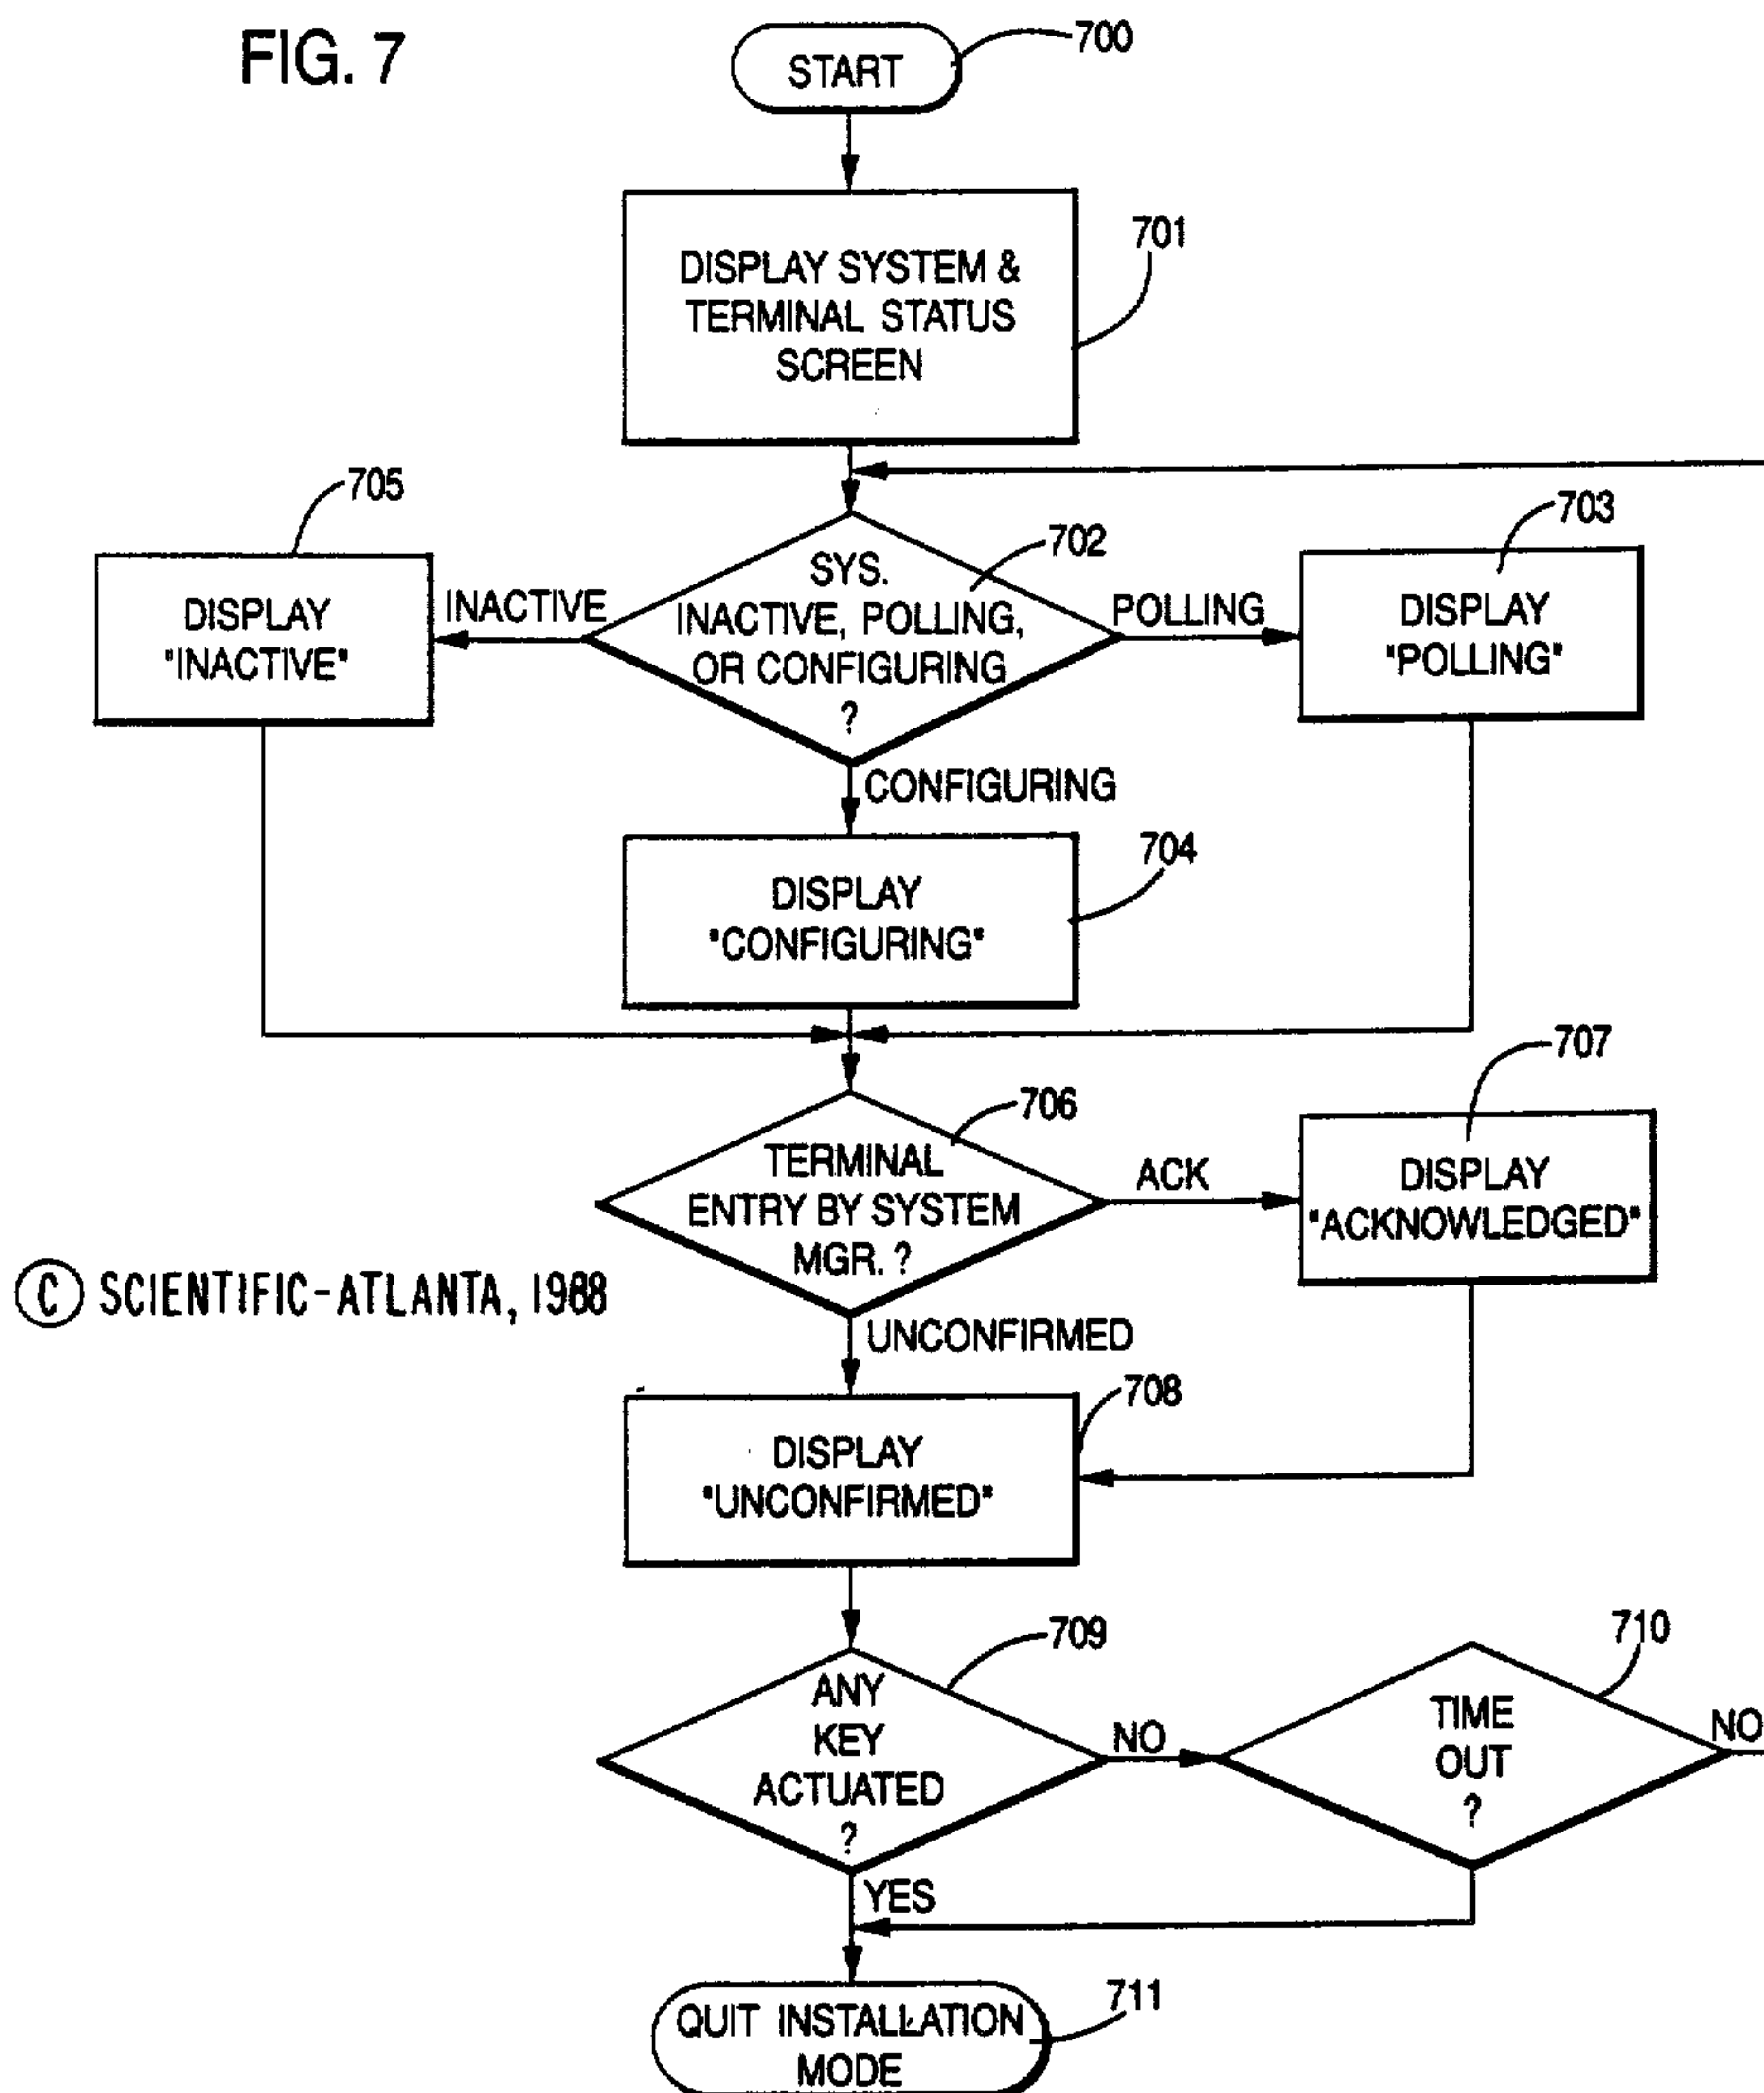 FIG. 7
START
700
DISPLAY SYSTEM &
TERMINAL STATUS
SCREEN
701
705
DISPLAY
"INACTIVE"
INACTIVE
SYS.
INACTIVE, POLLING,
OR CONFIGURING
?
702
POLLING
703
DISPLAY
"POLLING"
CONFIGURING
DISPLAY
"CONFIGURING"
704
TERMINAL
ENTRY BY SYSTEM
MGR. ?
706
ACK
707
DISPLAY
"ACKNOWLEDGED"
© SCIENTIFIC-ATLANTA, 1988
UNCONFIRMED
DISPLAY
"UNCONFIRMED"
708
ANY
KEY
ACTUATED
?
709
NO
TIME
OUT
?
710
NO
YES
QUIT INSTALLATION
MODE
711